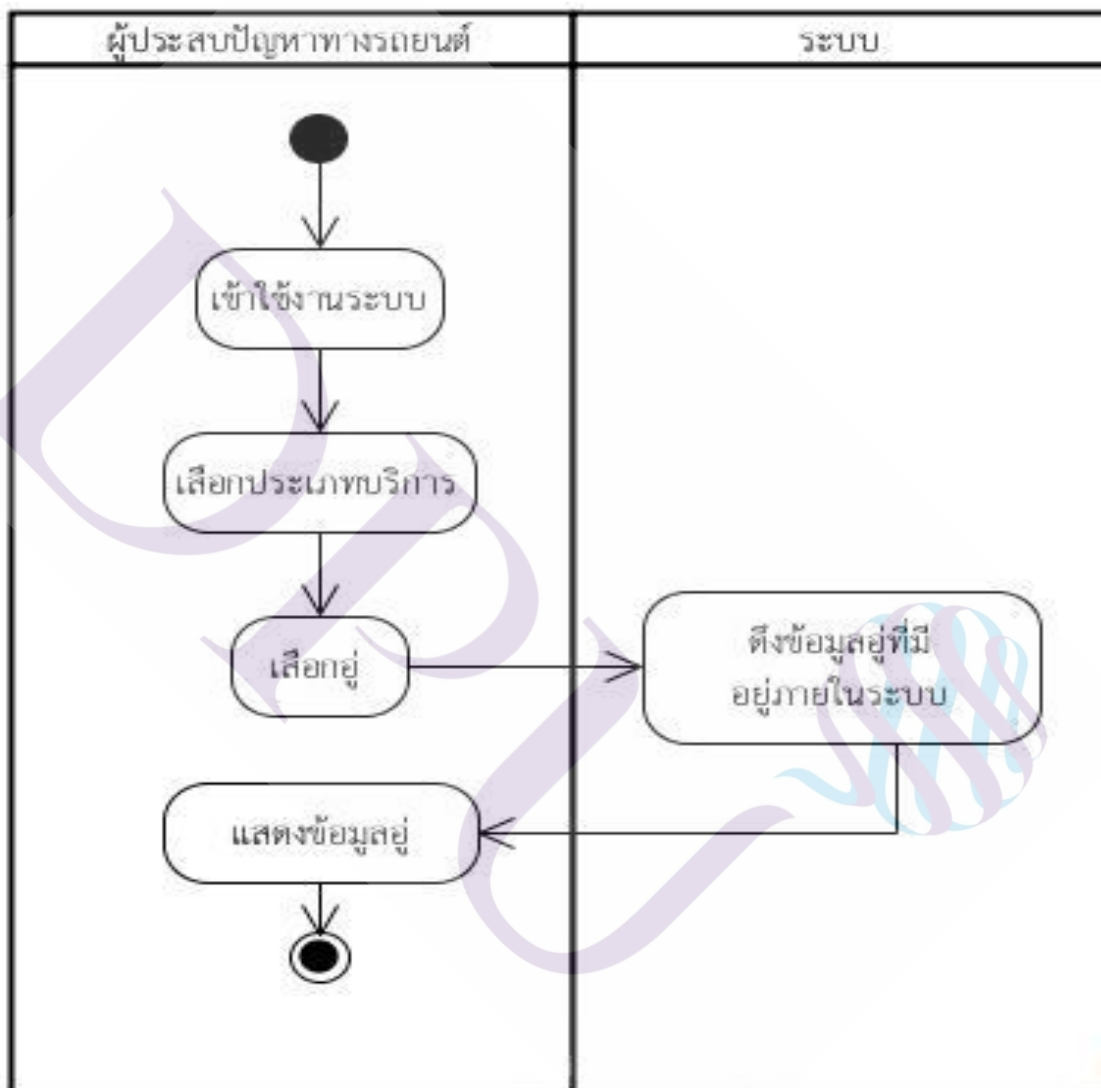 ผู้ประสบปัญหาทางรถยนต์
ระบบ
เข้าใช้งานระบบ
เลือกประเภทบริการ
เลือกอู่
ดึงข้อมูลอู่ที่มี
อยู่ภายในระบบ
แสดงข้อมูลอู่
DPU